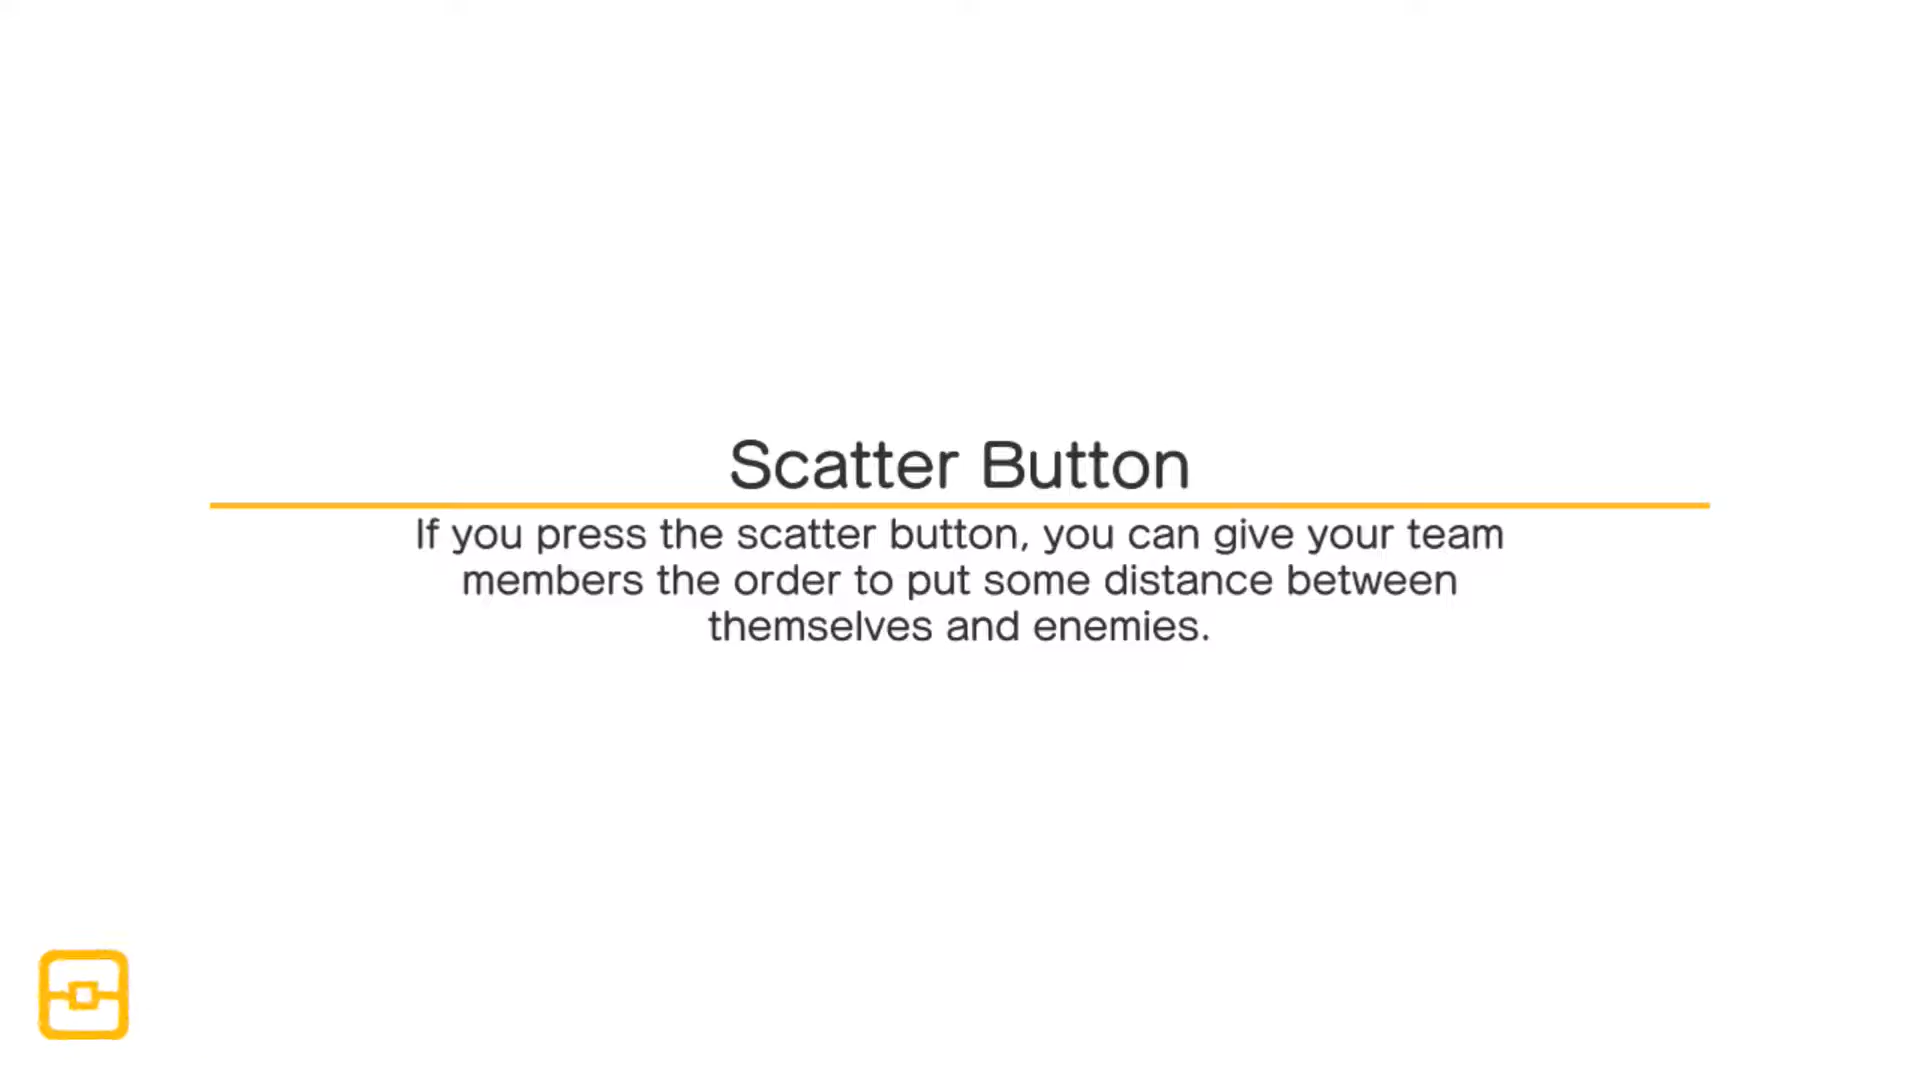 Scatter Button
If you press the scatter button, you can give your team
members the order to put some distance between
themselves and enemies.